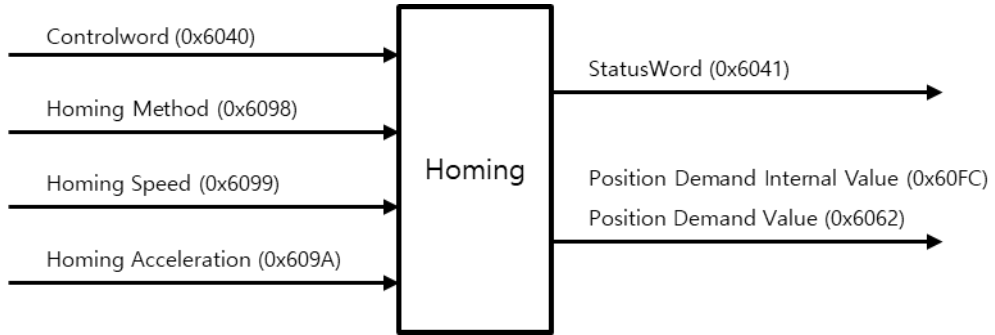 Controlword (0x6040)
Homing Method (0x6098)
Homing Speed (0x6099)
Homing Acceleration (0x609A)
Homing
StatusWord (0x6041)
Position Demand Internal Value (0x60FC)
Position Demand Value (0x6062)